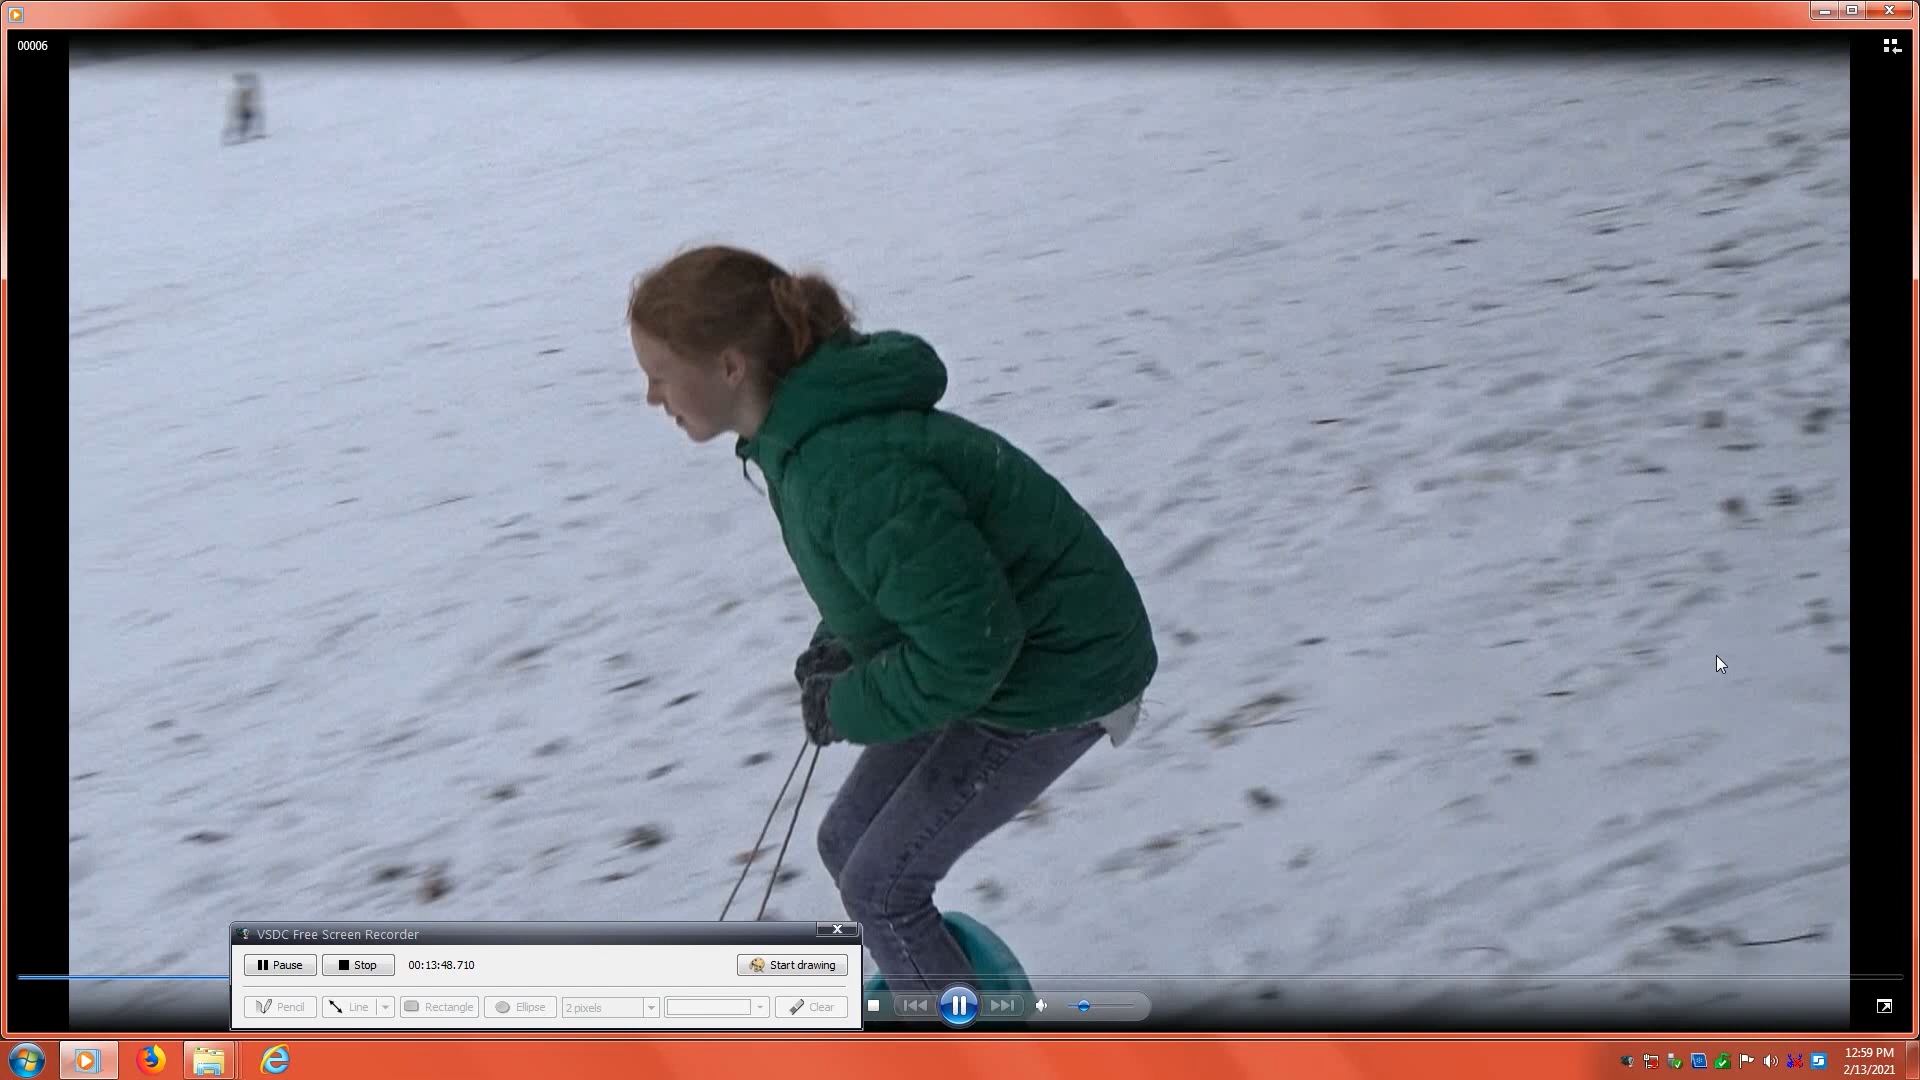 00006
VSDC Free Screen Recorder
Pause
Stop
00:13:48.710
Start drawing
Pencil
Line
Rectangle
Ellipse
2 pixels
Clear
12:59 PM
2/13/2021